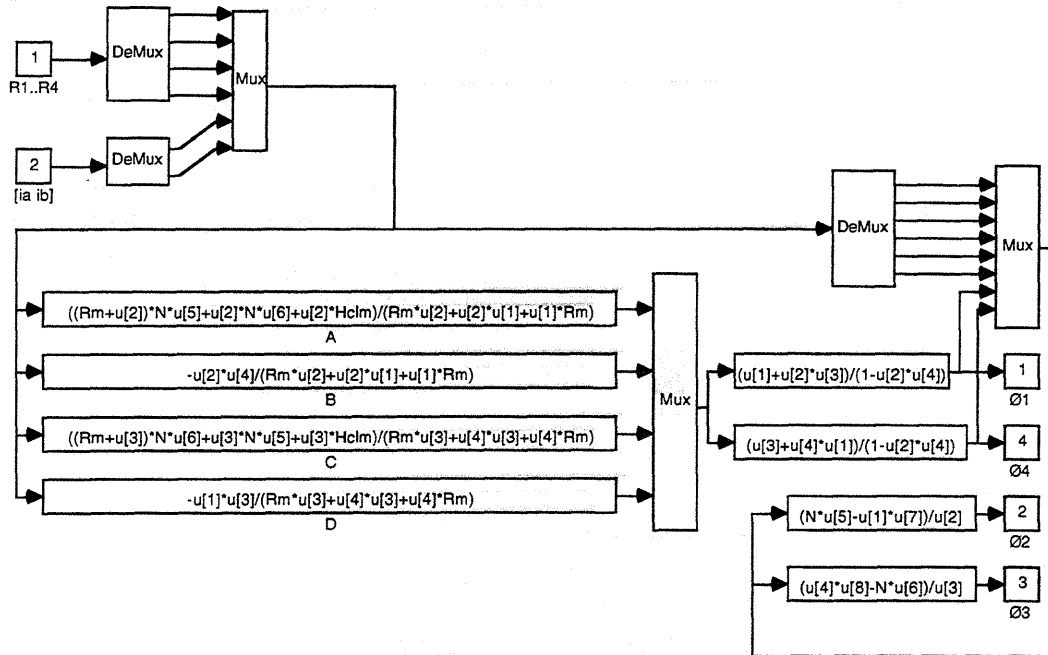 1
R1..R4
DeMux
Mux
2
[ia ib]
DeMux
DeMux
Mux
((Rm+u[2])*N*u[5]+u[2]*N*u[6]+u[2]*Hclm)/(Rm*u[2]+u[2]*u[1]+u[1]*Rm)
A
-u[2]*u[4]/(Rm*u[2]+u[2]*u[1]+u[1]*Rm)
B
((Rm+u[3])*N*u[6]+u[3]*N*u[5]+u[3]*Hclm)/(Rm*u[3]+u[4]*u[3]+u[4]*Rm)
C
-u[1]*u[3]/(Rm*u[3]+u[4]*u[3]+u[4]*Rm)
D
Mux
(u[1]+u[2]*u[3])/(1-u[2]*u[4])
1
Ø1
(u[3]+u[4]*u[1])/(1-u[2]*u[4])
4
Ø4
(N*u[5]-u[1]*u[7])/u[2]
2
Ø2
(u[4]*u[8]-N*u[6])/u[3]
3
Ø3